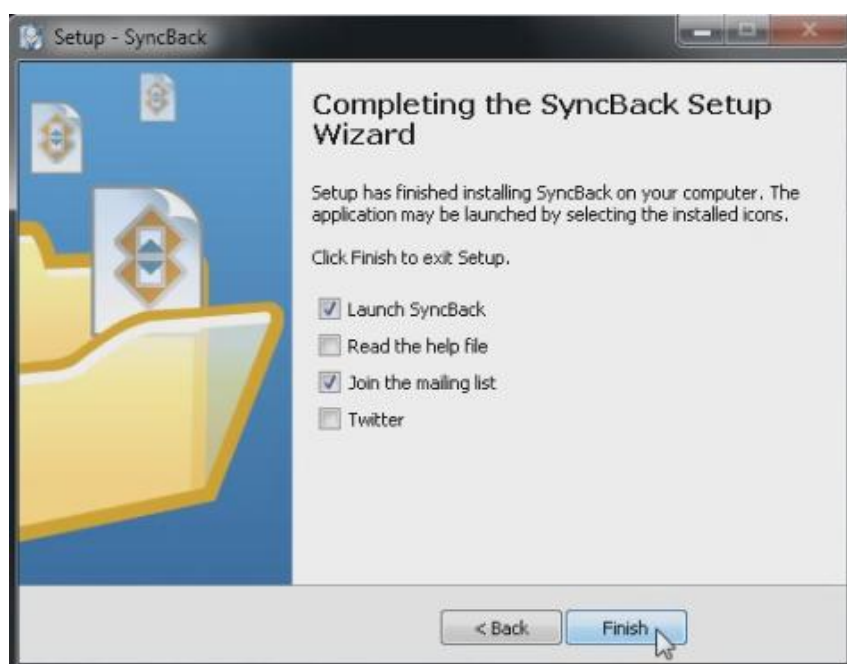 Setup - SyncBack
Completing the SyncBack Setup
Wizard
Setup has finished installing SyncBack on your computer. The
application may be launched by selecting the installed icons.
Click Finish to exit Setup.
Launch SyncBack
Read the help file
Join the mailing list
Twitter
< Back
Finish